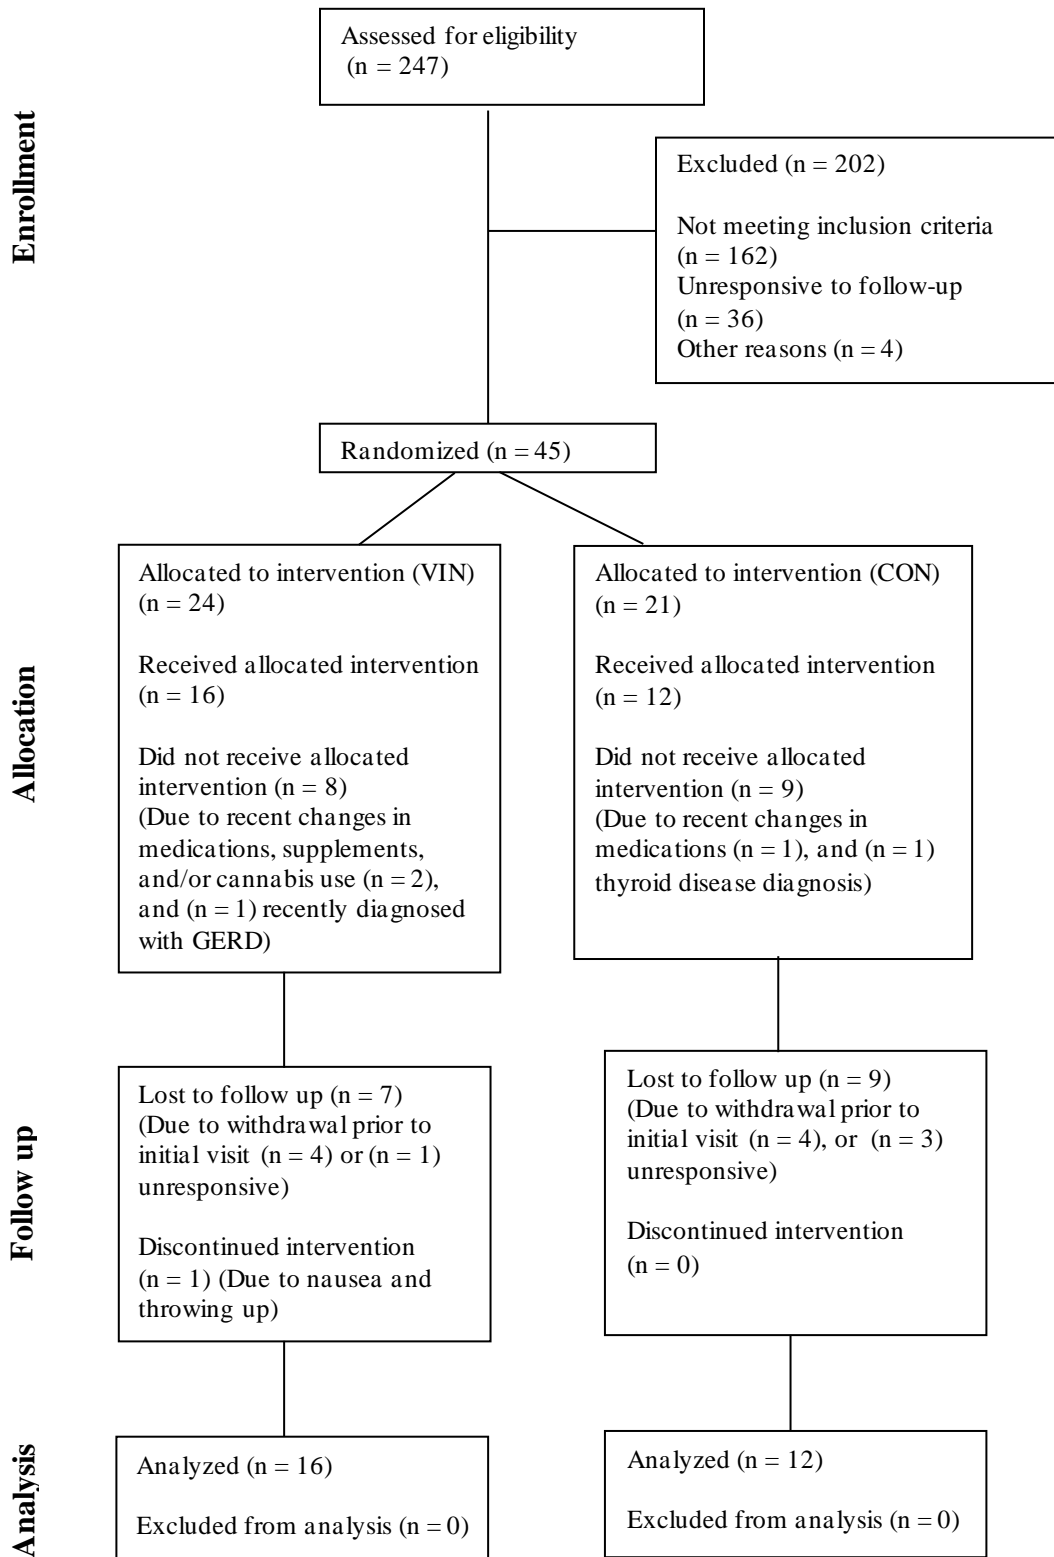 Assessed for eligibility
(n = 247)
Enrollment
Excluded (n = 202)
Not meeting inclusion criteria
(n = 162)
Unresponsive to follow-up
(n = 36)
Other reasons (n = 4)
Randomized (n = 45)
Allocation
Allocated to intervention (VIN)
(n = 24)
Received allocated intervention
(n = 16)
Did not receive allocated
intervention (n = 8)
(Due to recent changes in
medications, supplements,
and/or cannabis use (n = 2),
and (n = 1) recently diagnosed
with GERD)
Allocated to intervention (CON)
(n = 21)
Received allocated intervention
(n = 12)
Did not receive allocated
intervention (n = 9)
(Due to recent changes in
medications (n = 1), and (n = 1)
thyroid disease diagnosis)
Follow up
Lost to follow up (n = 7)
(Due to withdrawal prior to
initial visit (n = 4) or (n = 1)
unresponsive)
Discontinued intervention
(n = 1) (Due to nausea and
throwing up)
Lost to follow up (n = 9)
(Due to withdrawal prior to
initial visit (n = 4), or (n = 3)
unresponsive)
Discontinued intervention
(n = 0)
Analysis
Analyzed (n = 16)
Excluded from analysis (n = 0)
Analyzed (n = 12)
Excluded from analysis (n = 0)